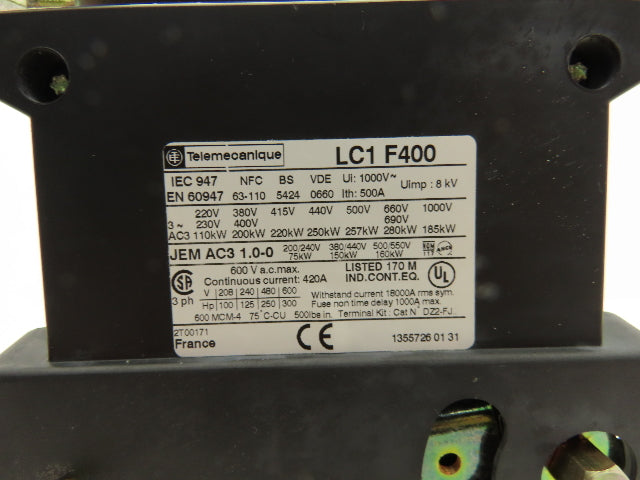 Telemecanique LC1 F400
IEC 947 NFC BS VDE Ui: 1000V~
EN 60947 63-110 5424 0660 Ith: 500A Uimp : 8 kV
220V 380V 415V 440V 500V 660V 1000V
3~ 230V 400V 690V
AC3 110kW 200kW 220kW 250kW 257kW 280kW 185kW
JEM AC3 1.0-0 200/240V 380/440V 500/550V
75kW 150kW 160kW
600 V a.c.max. LISTED 170 M
Continuous current: 420A IND.CONT.EQ.
SA UL
3 ph V 208 240 480 600 Withstand current 18000A rms sym.
Hp 100 125 250 300 Fuse non time delay 1000A max.
600 MCM-4 75°C-CU 500lbe in. Terminal Kit : Cat N° DZ2-FJ..
2T00171
France CE 1355726 01 31